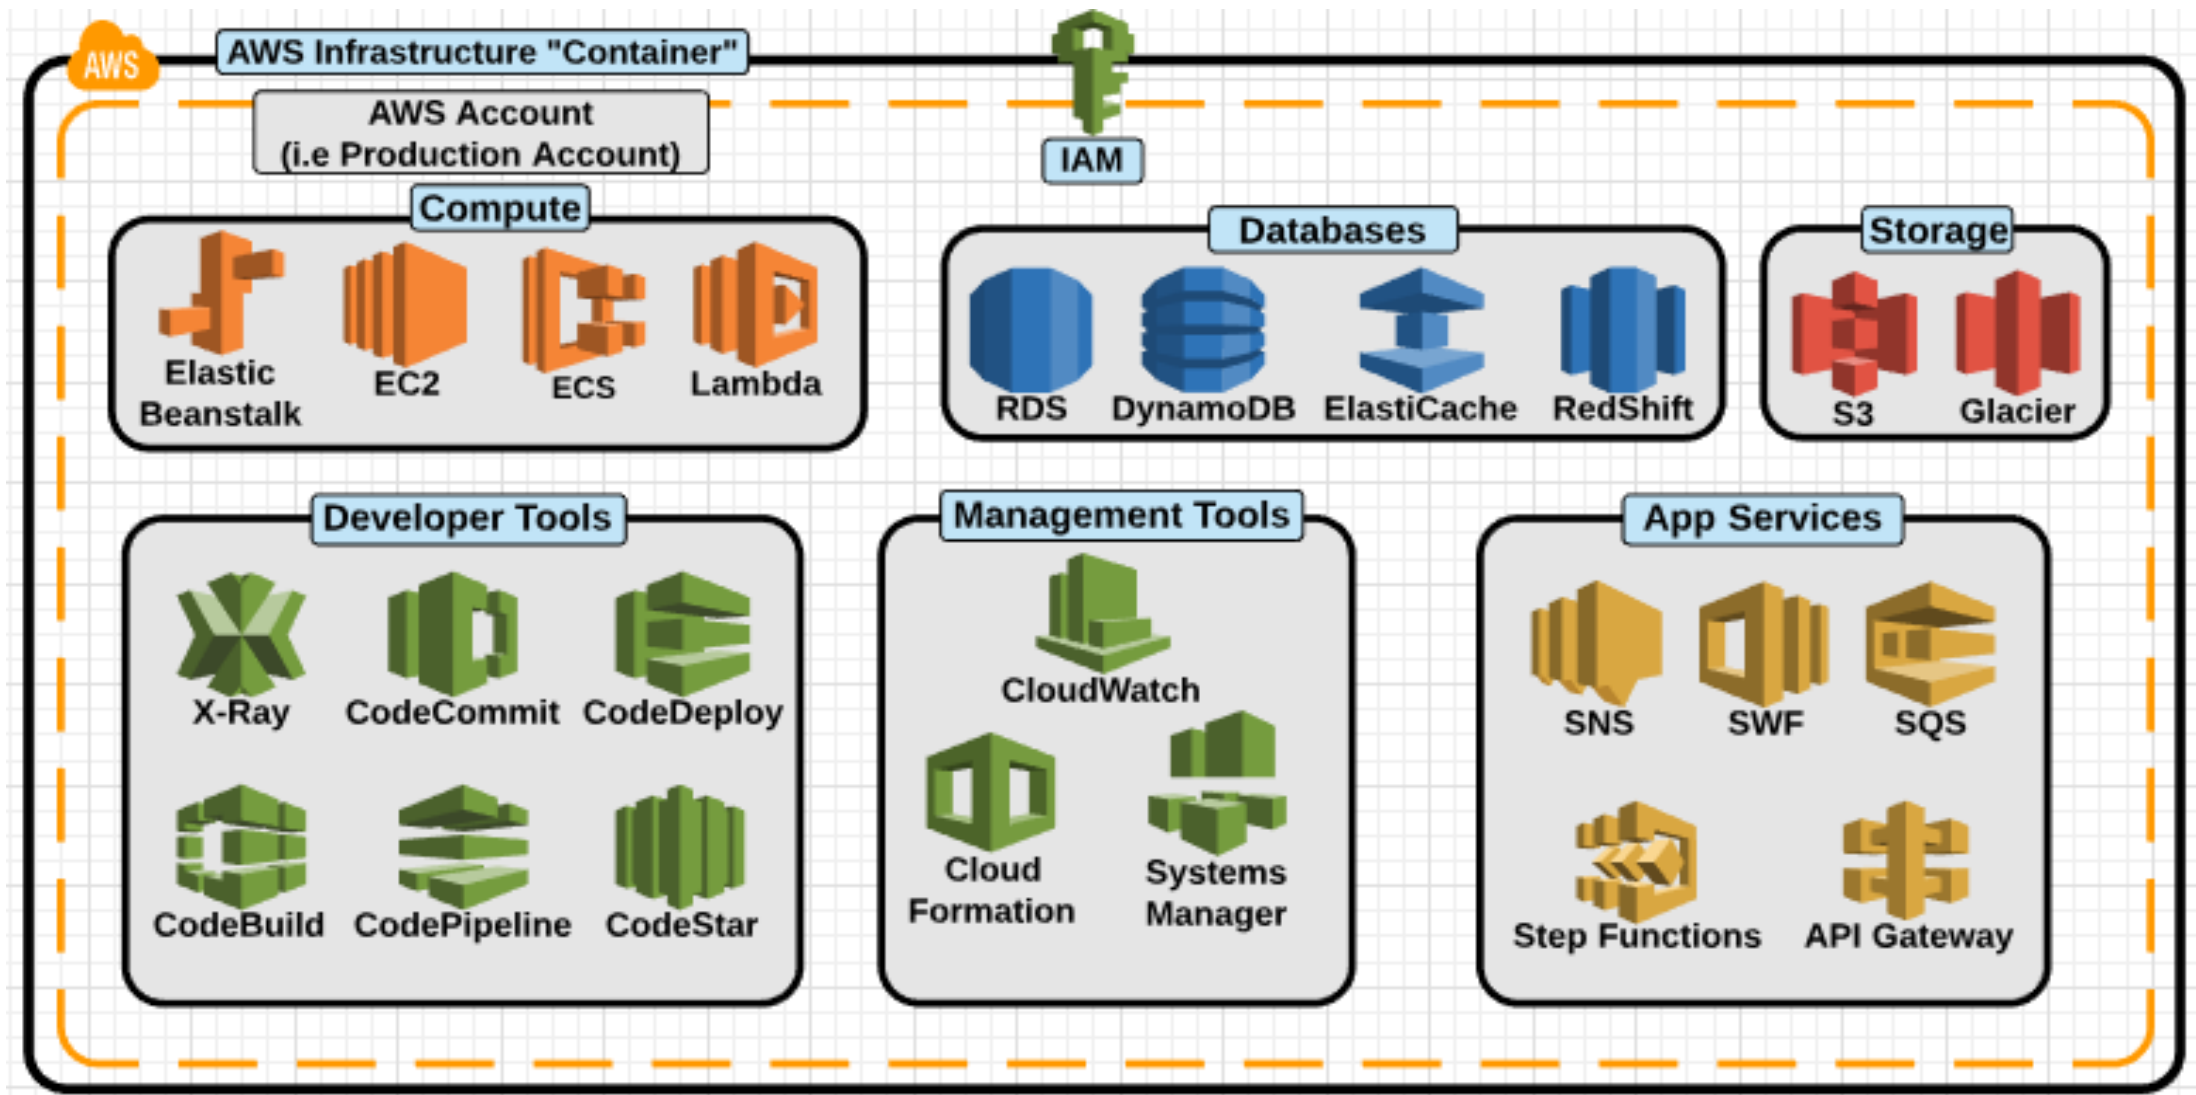 AWS
AWS Infrastructure "Container"
AWS Account
(i.e Production Account)
IAM
Compute
Elastic
Beanstalk
EC2
ECS
Lambda
Databases
RDS
DynamoDB
ElastiCache
RedShift
Storage
S3
Glacier
Developer Tools
X-Ray
CodeCommit
CodeDeploy
CodeBuild
CodePipeline
CodeStar
Management Tools
CloudWatch
Cloud
Formation
Systems
Manager
App Services
SNS
SWF
SQS
Step Functions
API Gateway